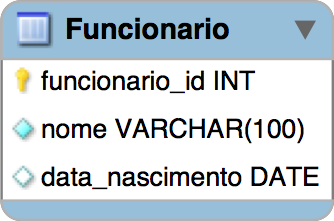 Funcionario
funcionario_id INT
nome VARCHAR(100)
data_nascimento DATE